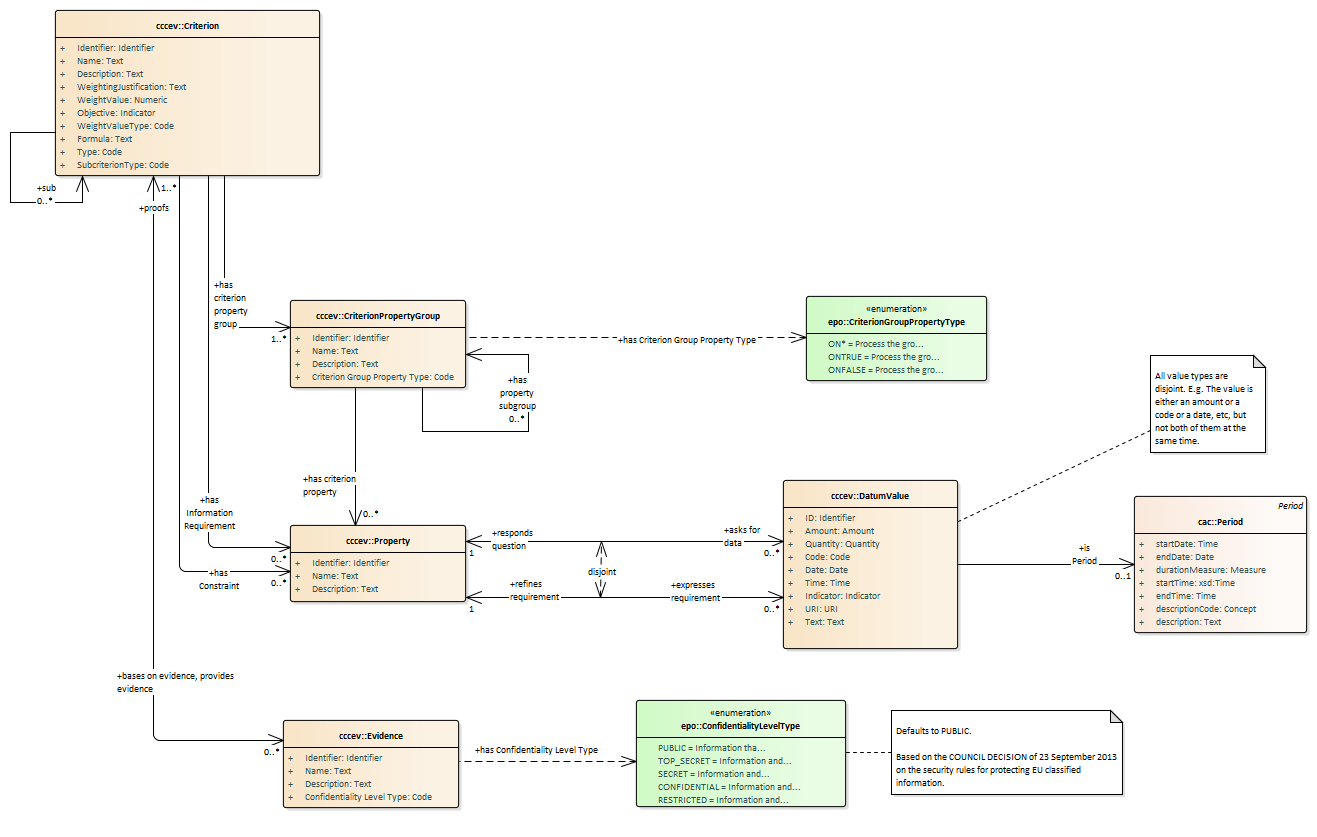 cccev::Criterion
+ Identifier: Identifier
+ Name: Text
+ Description: Text
+ WeightingJustification: Text
+ WeightValue: Numeric
+ Objective: Indicator
+ WeightValueType: Code
+ Formula: Text
+ Type: Code
+ SubcriterionType: Code
+sub
0..*
1..*
+proofs
+has
criterion
property
group
1..*
cccev::CriterionPropertyGroup
+ Identifier: Identifier
+ Name: Text
+ Description: Text
+ Criterion Group Property Type: Code
+has Criterion Group Property Type
«enumeration»
epo::CriterionGroupPropertyType
ON* = Process the gro...
ONTRUE = Process the gro...
ONFALSE = Process the gro...
+has
property
subgroup
0..*
All value types are
disjoint. E.g. The value is
either an amount or a
code or a date, etc, but
not both of them at the
same time.
+has criterion
property
0..*
+has
Information
Requirement
0..*
+has
Constraint
0..*
cccev::Property
+ Identifier: Identifier
+ Name: Text
+ Description: Text
+responds
question
1
+asks for
data
0..*
disjoint
+refines
requirement
1
+expresses
requirement
0..*
cccev::DatumValue
+ ID: Identifier
+ Amount: Amount
+ Quantity: Quantity
+ Code: Code
+ Date: Date
+ Time: Time
+ Indicator: Indicator
+ URI: URI
+ Text: Text
+is
Period
0..1
Period
cac::Period
+ startDate: Time
+ endDate: Date
+ durationMeasure: Measure
+ startTime: xsd:Time
+ endTime: Time
+ descriptionCode: Concept
+ description: Text
+bases on evidence, provides
evidence
0..*
cccev::Evidence
+ Identifier: Identifier
+ Name: Text
+ Description: Text
+ Confidentiality Level Type: Code
+has Confidentiality Level Type
«enumeration»
epo::ConfidentialityLevelType
PUBLIC = Information tha...
TOP_SECRET = Information and...
SECRET = Information and...
CONFIDENTIAL = Information and...
RESTRICTED = Information and...
Defaults to PUBLIC.
Based on the COUNCIL DECISION of 23 September 2013
on the security rules for protecting EU classified
information.